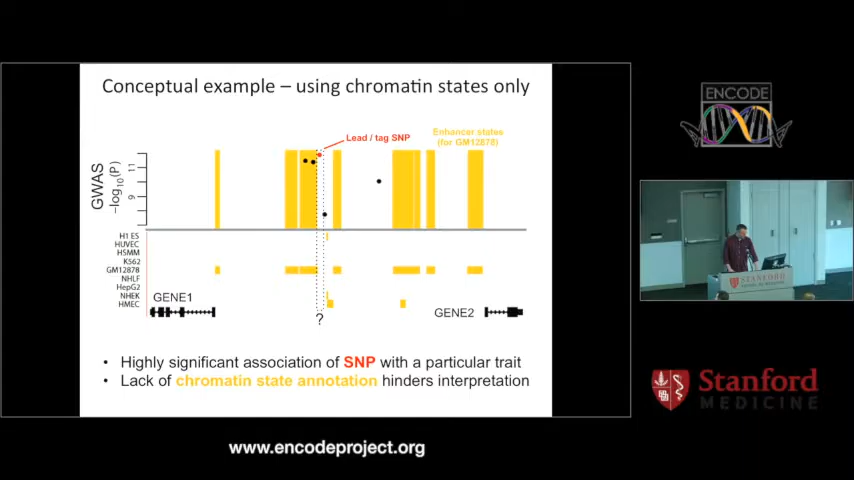 Conceptual example – using chromatin states only
ENCODE
Lead / tag SNP
Enhancer states
(for GM12878)
GWAS
−log10(P)
11
9
H1 ES
HUVEC
HSMM
K562
GM12878
NHLF
HepG2
NHEK
HMEC
GENE1
?
GENE2
• Highly significant association of SNP with a particular trait
• Lack of chromatin state annotation hinders interpretation
STANFORD
Stanford
MEDICINE
www.encodeproject.org